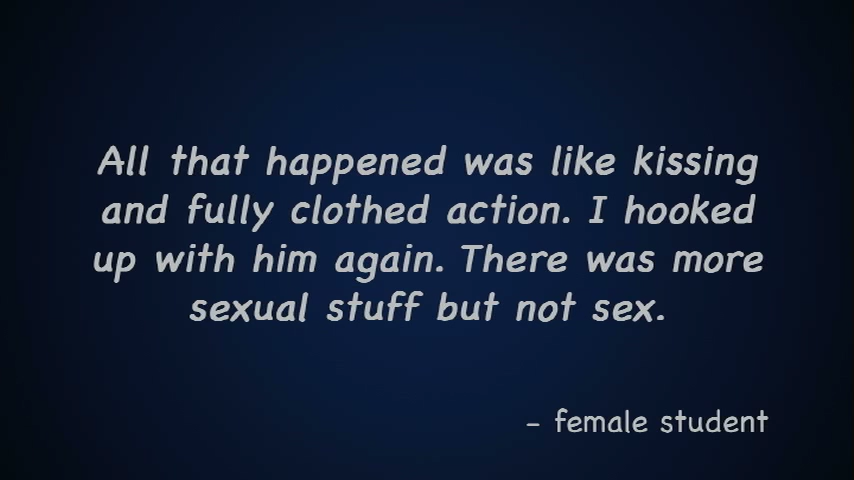 All that happened was like kissing
and fully clothed action. I hooked
up with him again. There was more
sexual stuff but not sex.
- female student